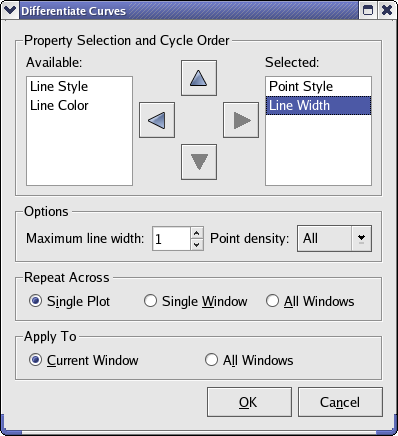 Differentiate Curves
Property Selection and Cycle Order
Available:
Selected:
Line Style
Line Color
Point Style
Line Width
Options
Maximum line width: 1 Point density: All
Repeat Across
Single Plot Single Window All Windows
Apply To
Current Window All Windows
OK Cancel